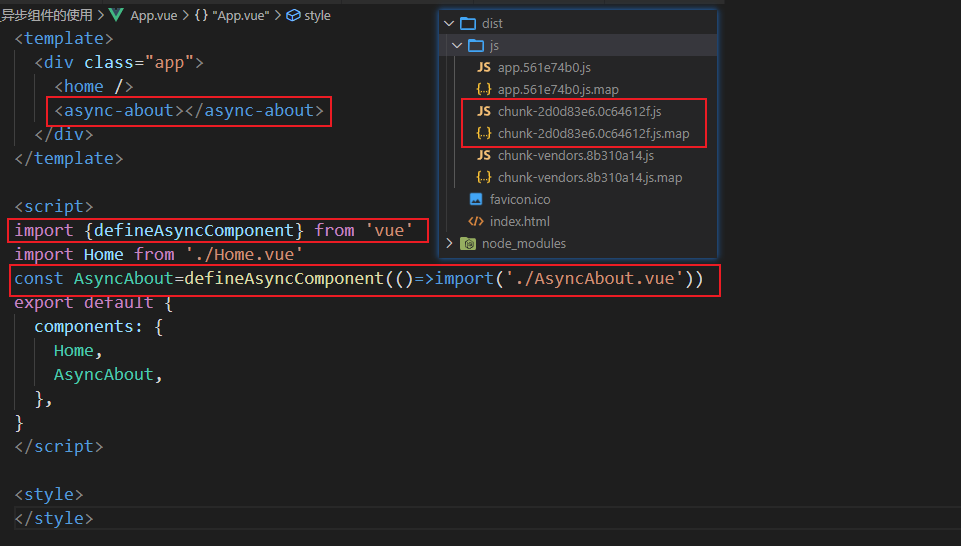 异步组件的使用 > App.vue > {} "App.vue" > style
<template>
<div class="app">
<home />
<async-about></async-about>
</div>
</template>
<script>
import {defineAsyncComponent} from 'vue'
import Home from './Home.vue'
const AsyncAbout=defineAsyncComponent(()=>import('./AsyncAbout.vue'))
export default {
components: {
Home,
AsyncAbout,
},
}
</script>
<style>
</style>
dist
js
JS app.561e74b0.js
{..} app.561e74b0.js.map
JS chunk-2d0d83e6.0c64612f.js
{..} chunk-2d0d83e6.0c64612f.js.map
JS chunk-vendors.8b310a14.js
{..} chunk-vendors.8b310a14.js.map
favicon.ico
<> index.html
node_modules